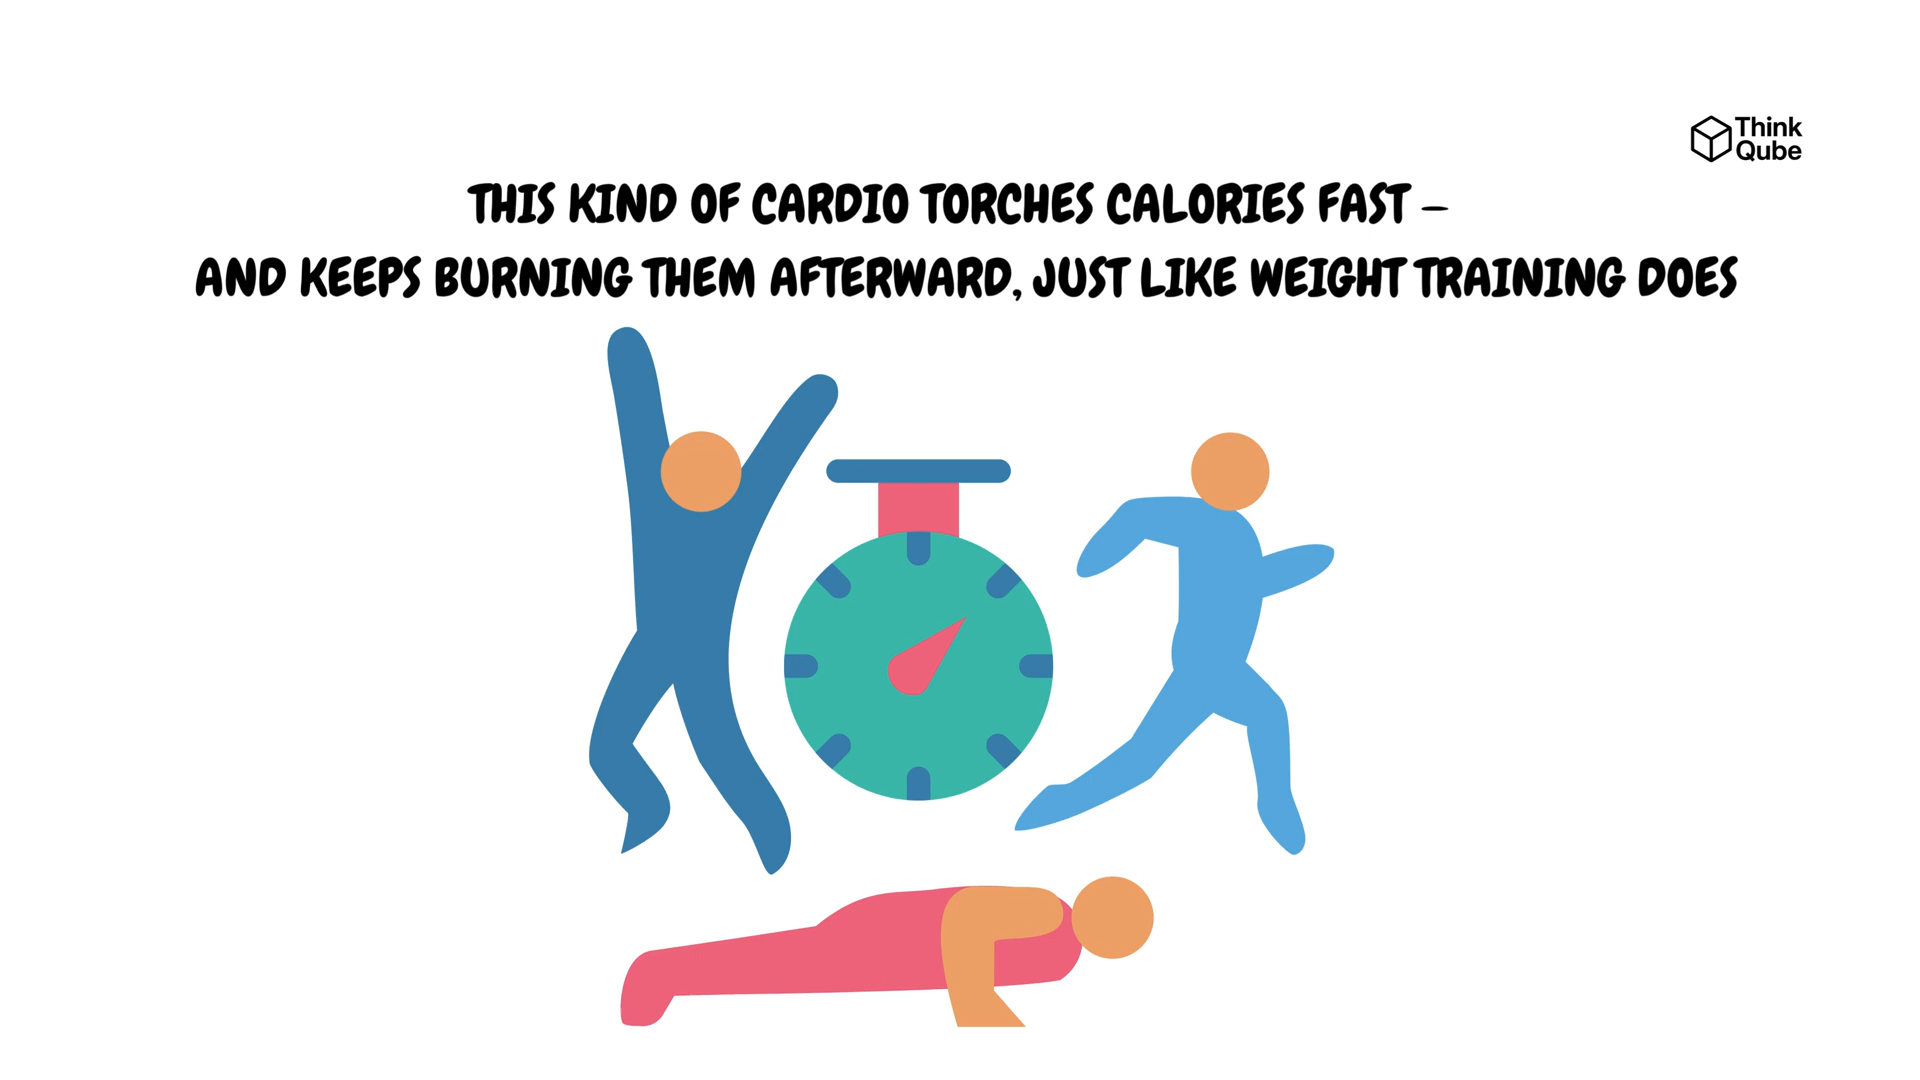 Think
Qube
THIS KIND OF CARDIO TORCHES CALORIES FAST –
AND KEEPS BURNING THEM AFTERWARD, JUST LIKE WEIGHT TRAINING DOES